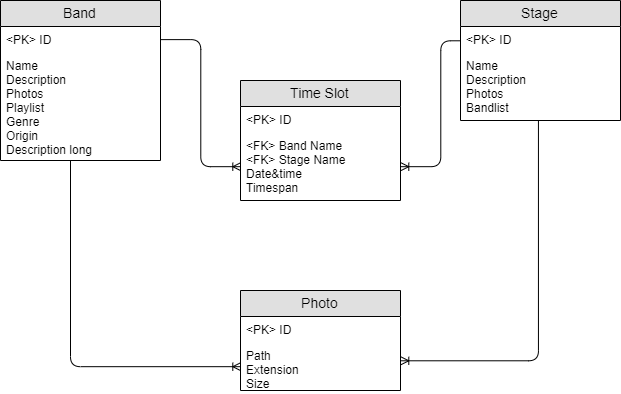 Band
<PK> ID
Name
Description
Photos
Playlist
Genre
Origin
Description long
Stage
<PK> ID
Name
Description
Photos
Bandlist
Time Slot
<PK> ID
<FK> Band Name
<FK> Stage Name
Date&time
Timespan
Photo
<PK> ID
Path
Extension
Size